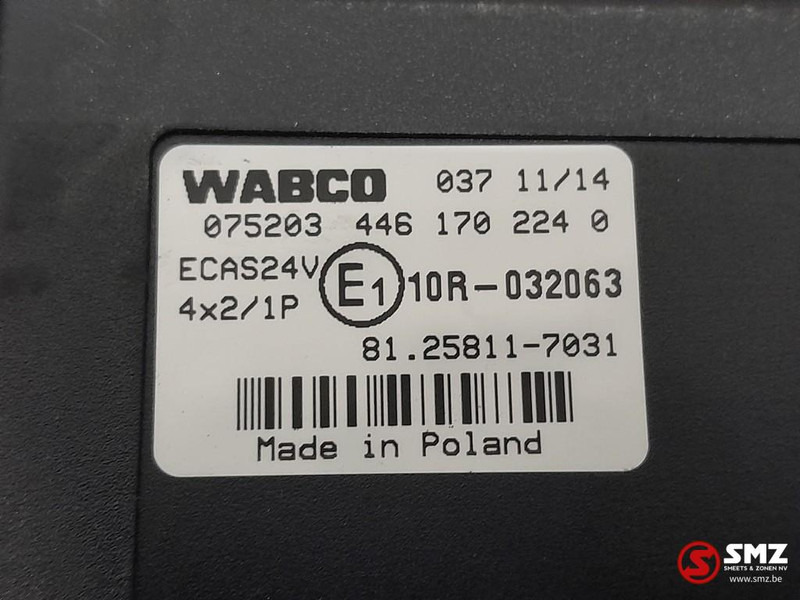 WABCO 037 11/14
075203 446 170 224 0
ECAS24V E1 10R-032063
4x2/1P
81.25811-7031
Made in Poland
SMZ
SHEETS & ZONEN NV
www.smz.be